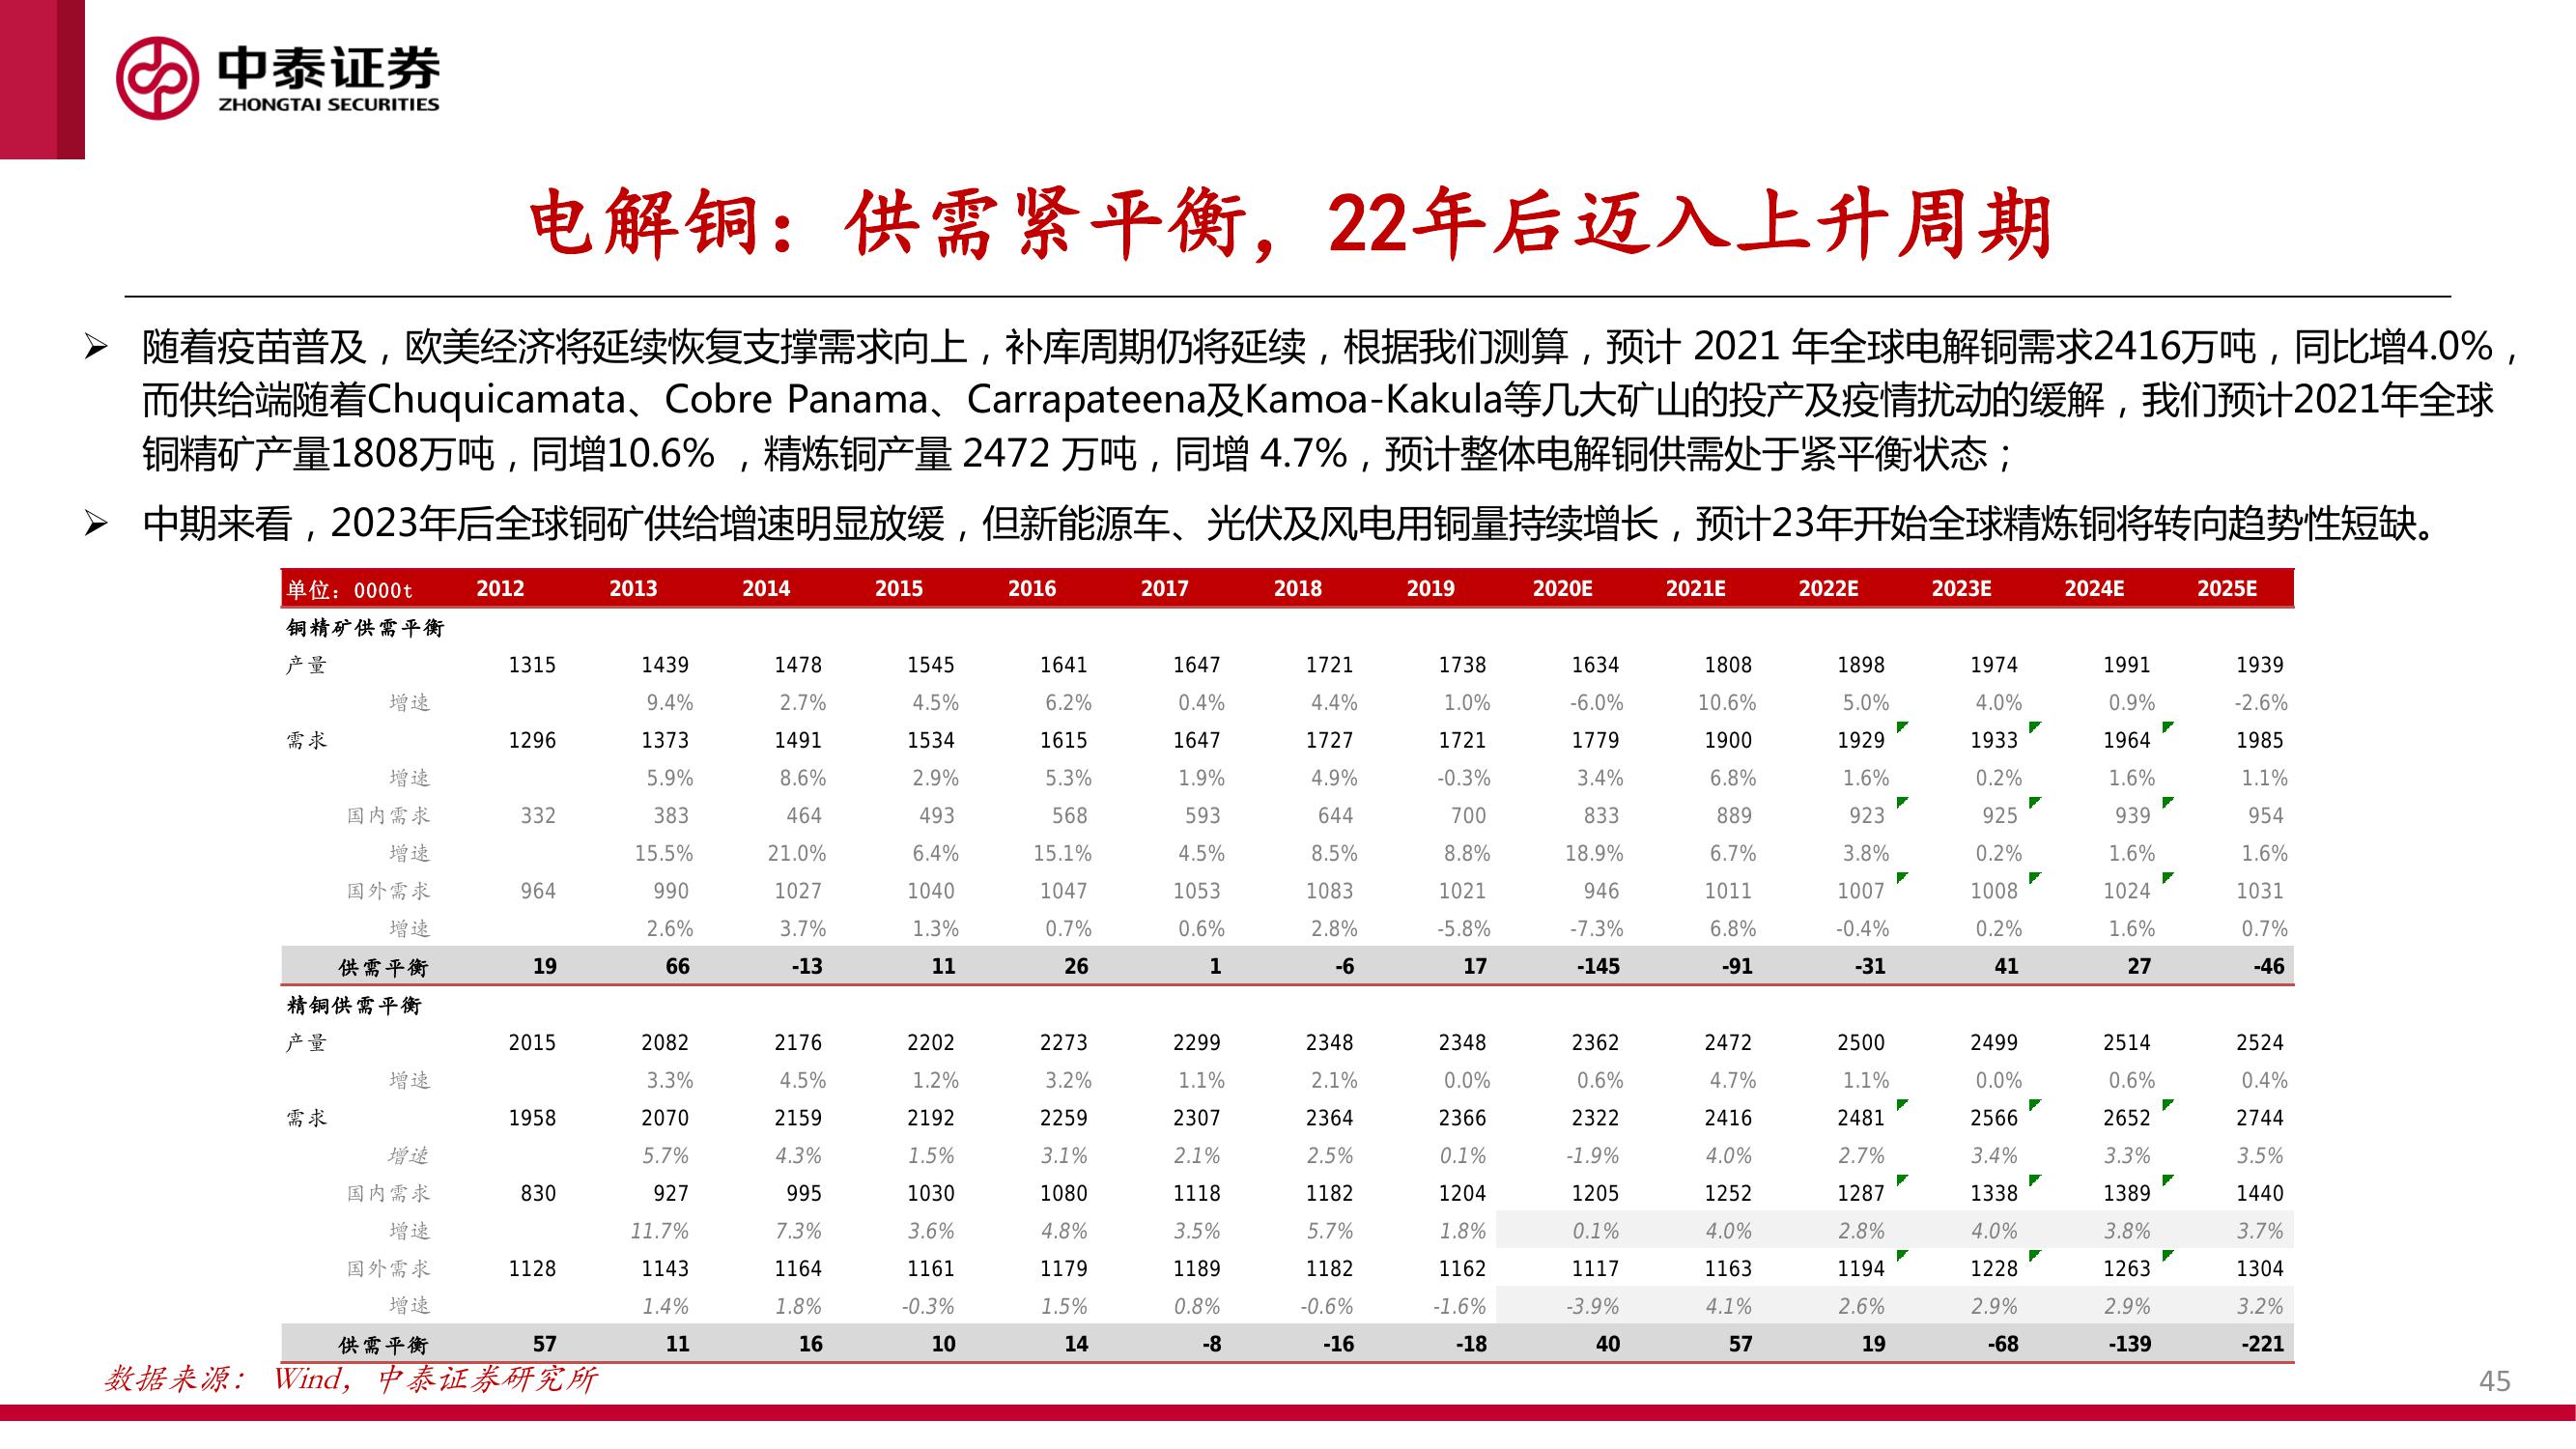 中泰证券
ZHONGTAI SECURITIES
电解铜：供需紧平衡，22年后迈入上升周期
➢ 随着疫苗普及，欧美经济将延续恢复支撑需求向上，补库周期仍将延续，根据我们测算，预计 2021 年全球电解铜需求2416万吨，同比增4.0%，
而供给端随着Chuquicamata、Cobre Panama、Carrapateena及Kamoa-Kakula等几大矿山的投产及疫情扰动的缓解，我们预计2021年全球
铜精矿产量1808万吨，同增10.6% ，精炼铜产量 2472 万吨，同增 4.7%，预计整体电解铜供需处于紧平衡状态；
➢ 中期来看，2023年后全球铜矿供给增速明显放缓，但新能源车、光伏及风电用铜量持续增长，预计23年开始全球精炼铜将转向趋势性短缺。
单位：0000t 2012 2013 2014 2015 2016 2017 2018 2019 2020E 2021E 2022E 2023E 2024E 2025E
铜精矿供需平衡
产量 1315 1439 1478 1545 1641 1647 1721 1738 1634 1808 1898 1974 1991 1939
增速 9.4% 2.7% 4.5% 6.2% 0.4% 4.4% 1.0% -6.0% 10.6% 5.0% 4.0% 0.9% -2.6%
需求 1296 1373 1491 1534 1615 1647 1727 1721 1779 1900 1929 1933 1964 1985
增速 5.9% 8.6% 2.9% 5.3% 1.9% 4.9% -0.3% 3.4% 6.8% 1.6% 0.2% 1.6% 1.1%
国内需求 332 383 464 493 568 593 644 700 833 889 923 925 939 954
增速 15.5% 21.0% 6.4% 15.1% 4.5% 8.5% 8.8% 18.9% 6.7% 3.8% 0.2% 1.6% 1.6%
国外需求 964 990 1027 1040 1047 1053 1083 1021 946 1011 1007 1008 1024 1031
增速 2.6% 3.7% 1.3% 0.7% 0.6% 2.8% -5.8% -7.3% 6.8% -0.4% 0.2% 1.6% 0.7%
供需平衡 19 66 -13 11 26 1 -6 17 -145 -91 -31 41 27 -46
精铜供需平衡
产量 2015 2082 2176 2202 2273 2299 2348 2348 2362 2472 2500 2499 2514 2524
增速 3.3% 4.5% 1.2% 3.2% 1.1% 2.1% 0.0% 0.6% 4.7% 1.1% 0.0% 0.6% 0.4%
需求 1958 2070 2159 2192 2259 2307 2364 2366 2322 2416 2481 2566 2652 2744
增速 5.7% 4.3% 1.5% 3.1% 2.1% 2.5% 0.1% -1.9% 4.0% 2.7% 3.4% 3.3% 3.5%
国内需求 830 927 995 1030 1080 1118 1182 1204 1205 1252 1287 1338 1389 1440
增速 11.7% 7.3% 3.6% 4.8% 3.5% 5.7% 1.8% 0.1% 4.0% 2.8% 4.0% 3.8% 3.7%
国外需求 1128 1143 1164 1161 1179 1189 1182 1162 1117 1163 1194 1228 1263 1304
增速 1.4% 1.8% -0.3% 1.5% 0.8% -0.6% -1.6% -3.9% 4.1% 2.6% 2.9% 2.9% 3.2%
供需平衡 57 11 16 10 14 -8 -16 -18 40 57 19 -68 -139 -221
数据来源： Wind，中泰证券研究所
45